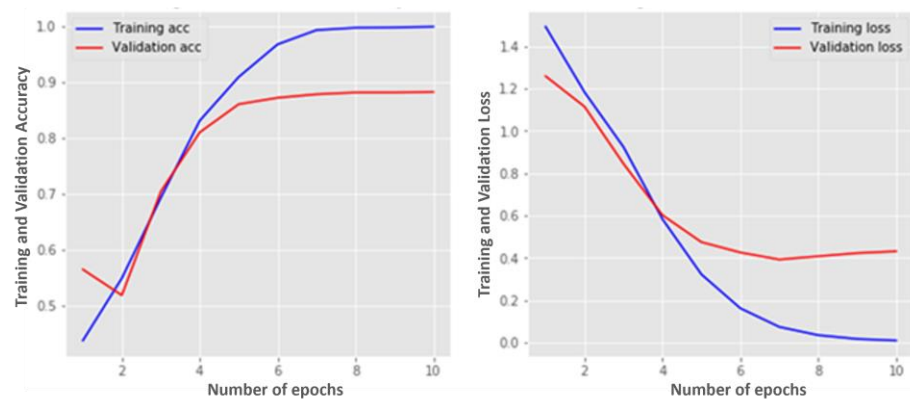 Training acc
Validation acc
1.0
0.9
0.8
0.7
0.6
0.5
Training and Validation Accuracy
2 4 6 8 10
Number of epochs
Training loss
Validation loss
1.4
1.2
1.0
0.8
0.6
0.4
0.2
0.0
Training and Validation Loss
2 4 6 8 10
Number of epochs